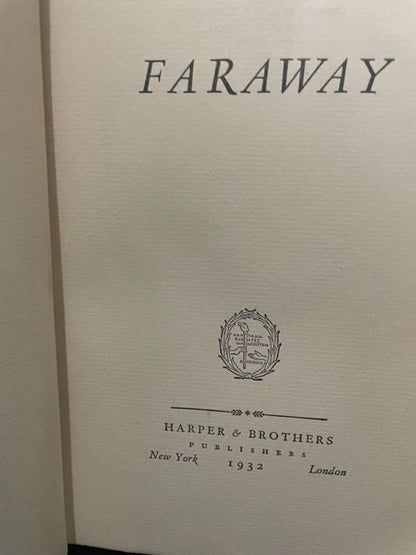 FARAWAY
HARPER & BROTHERS
PUBLISHERS
New York 1932 London